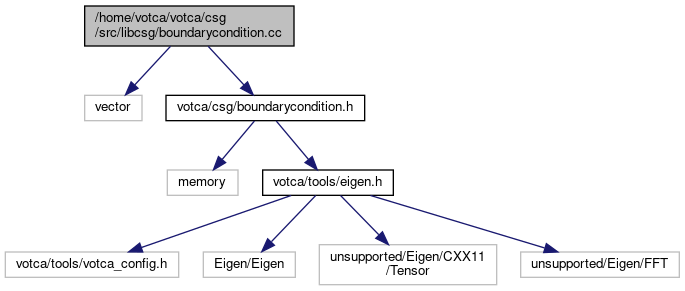 /home/votca/votca/csg
/src/libcsg/boundarycondition.cc
vector
votca/csg/boundarycondition.h
memory
votca/tools/eigen.h
votca/tools/votca_config.h
Eigen/Eigen
unsupported/Eigen/CXX11
/Tensor
unsupported/Eigen/FFT